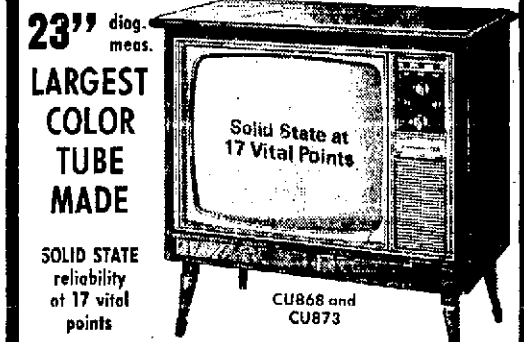 23” diag.
meas.
LARGEST
COLOR
TUBE
MADE
SOLID STATE
reliability
at 17 vital
points
Solid State at
17 Vital Points
CU868 and
CU873